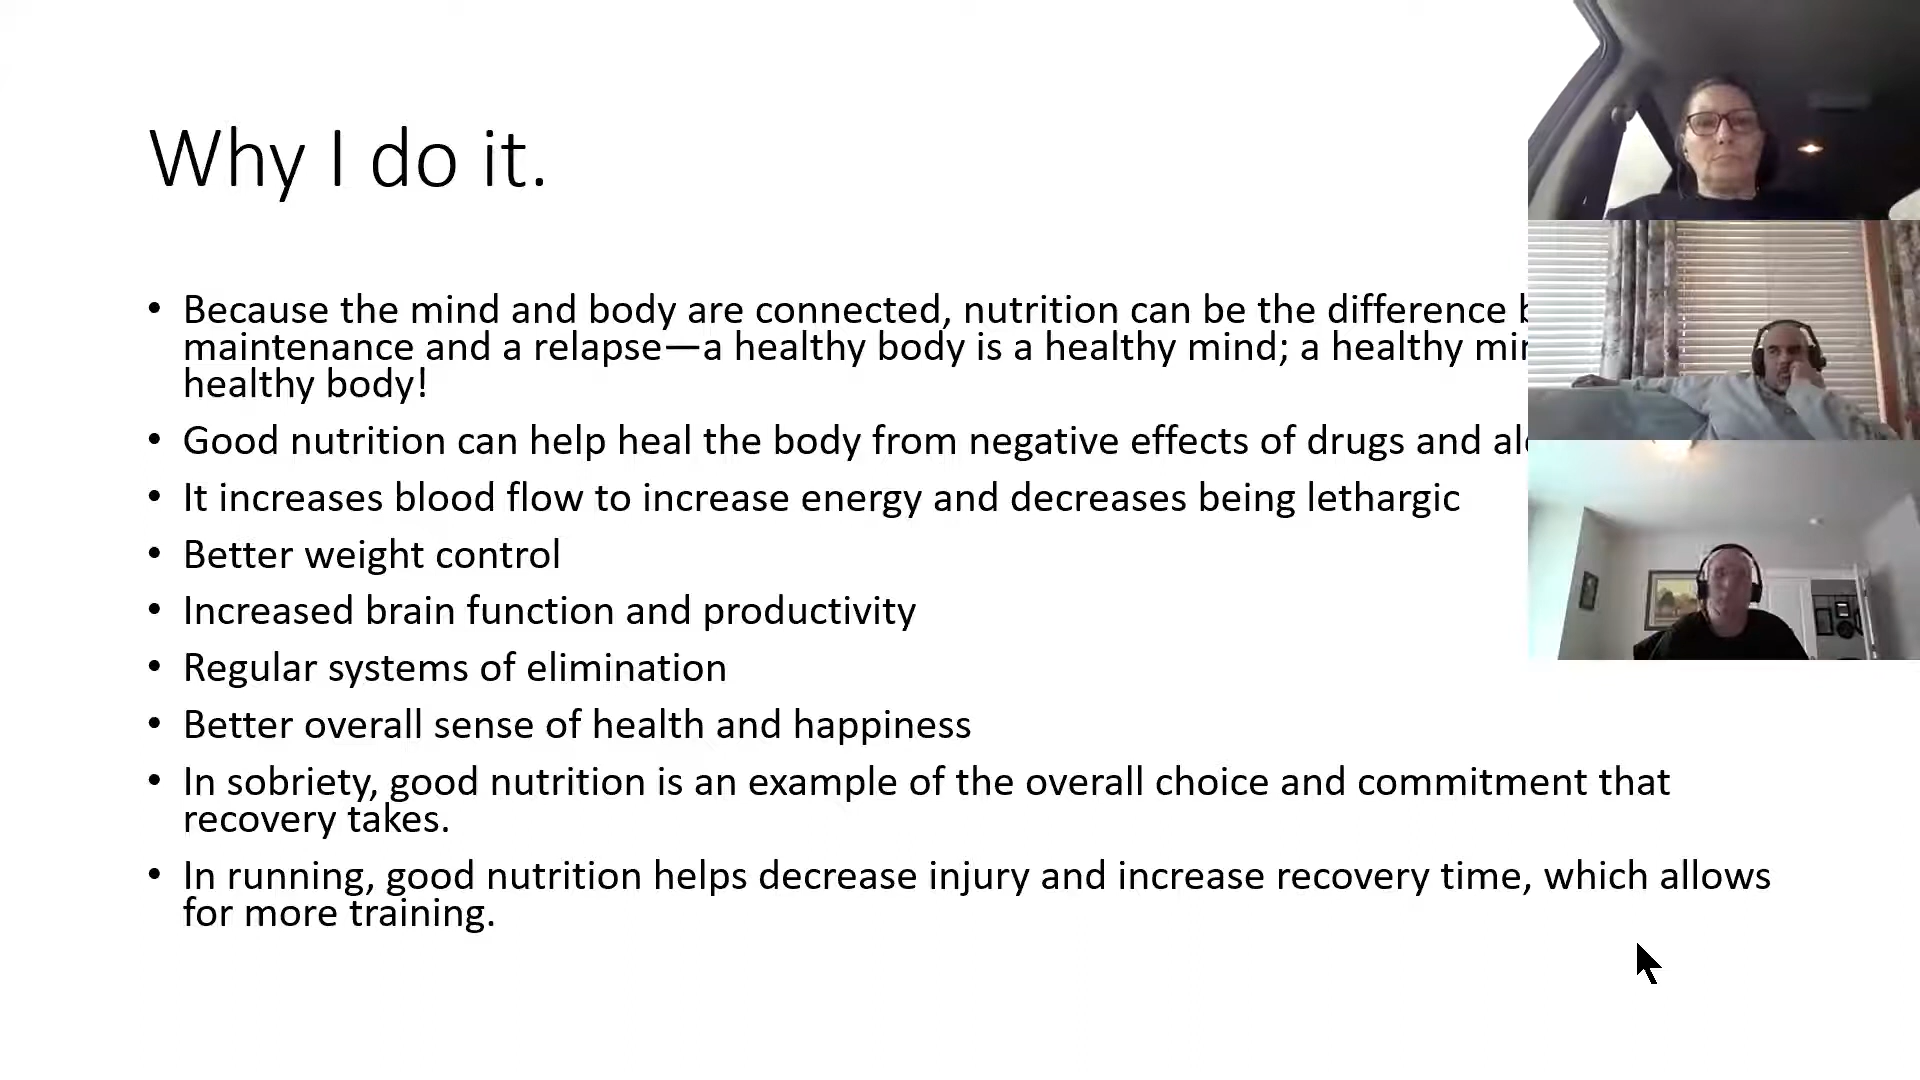 Why I do it.
• Because the mind and body are connected, nutrition can be the difference
maintenance and a relapse—a healthy body is a healthy mind; a healthy
healthy body!
• Good nutrition can help heal the body from negative effects of drugs and
• It increases blood flow to increase energy and decreases being lethargic
• Better weight control
• Increased brain function and productivity
• Regular systems of elimination
• Better overall sense of health and happiness
• In sobriety, good nutrition is an example of the overall choice and commitment that
recovery takes.
• In running, good nutrition helps decrease injury and increase recovery time, which allows
for more training.